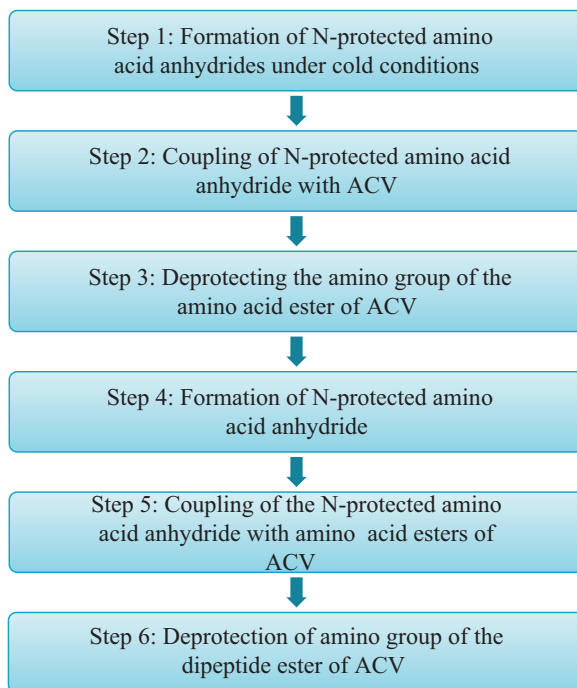 Step 1: Formation of N-protected amino
acid anhydrides under cold conditions
Step 2: Coupling of N-protected amino acid
anhydride with ACV
Step 3: Deprotecting the amino group of the
amino acid ester of ACV
Step 4: Formation of N-protected amino
acid anhydride
Step 5: Coupling of the N-protected amino
acid anhydride with amino acid esters of
ACV
Step 6: Deprotection of amino group of the
dipeptide ester of ACV